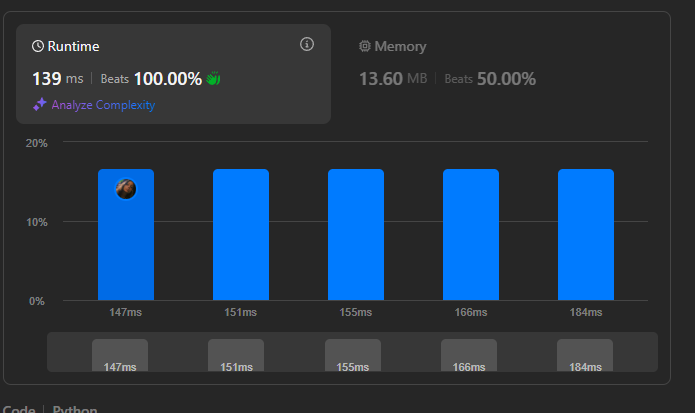 Runtime
139 ms | Beats 100.00%
Analyze Complexity
Memory
13.60 MB | Beats 50.00%
20%
10%
0%
147ms 151ms 155ms 166ms 184ms
147ms 151ms 155ms 166ms 184ms
Code | Python